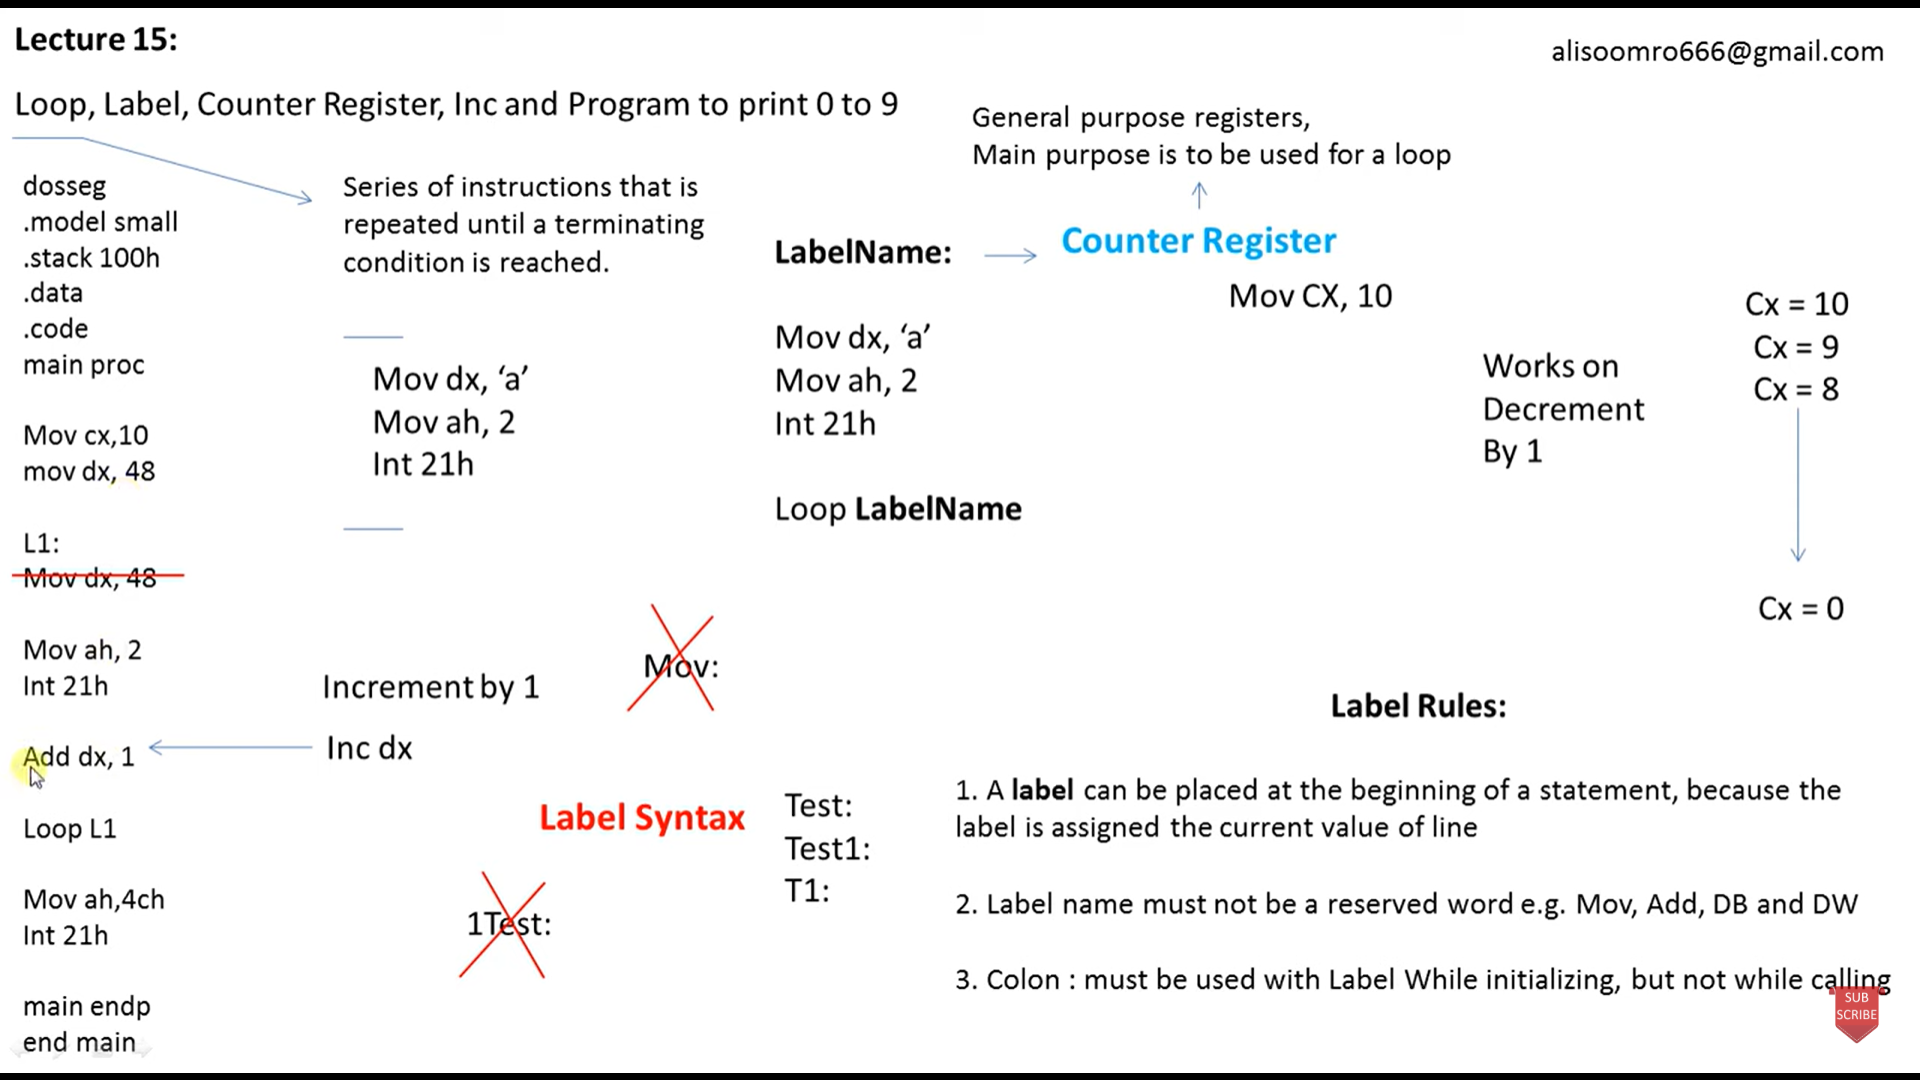 Lecture 15:
alisoomro666@gmail.com
Loop, Label, Counter Register, Inc and Program to print 0 to 9
General purpose registers,
Main purpose is to be used for a loop
dosseg
.model small
.stack 100h
.data
.code
main proc
Mov cx,10
mov dx, 48
L1:
Mov dx, 48
Mov ah, 2
Int 21h
Add dx, 1
Loop L1
Mov ah,4ch
Int 21h
main endp
end main
Series of instructions that is
repeated until a terminating
condition is reached.
Mov dx, ‘a’
Mov ah, 2
Int 21h
Increment by 1
Inc dx
LabelName:
Mov dx, ‘a’
Mov ah, 2
Int 21h
Loop LabelName
Counter Register
Mov CX, 10
Works on
Decrement
By 1
Cx = 10
Cx = 9
Cx = 8
Cx = 0
Mov:
Label Syntax
Test:
Test1:
T1:
1Test:
Label Rules:
1. A label can be placed at the beginning of a statement, because the
label is assigned the current value of line
2. Label name must not be a reserved word e.g. Mov, Add, DB and DW
3. Colon : must be used with Label While initializing, but not while calling
SUB
SCRIBE